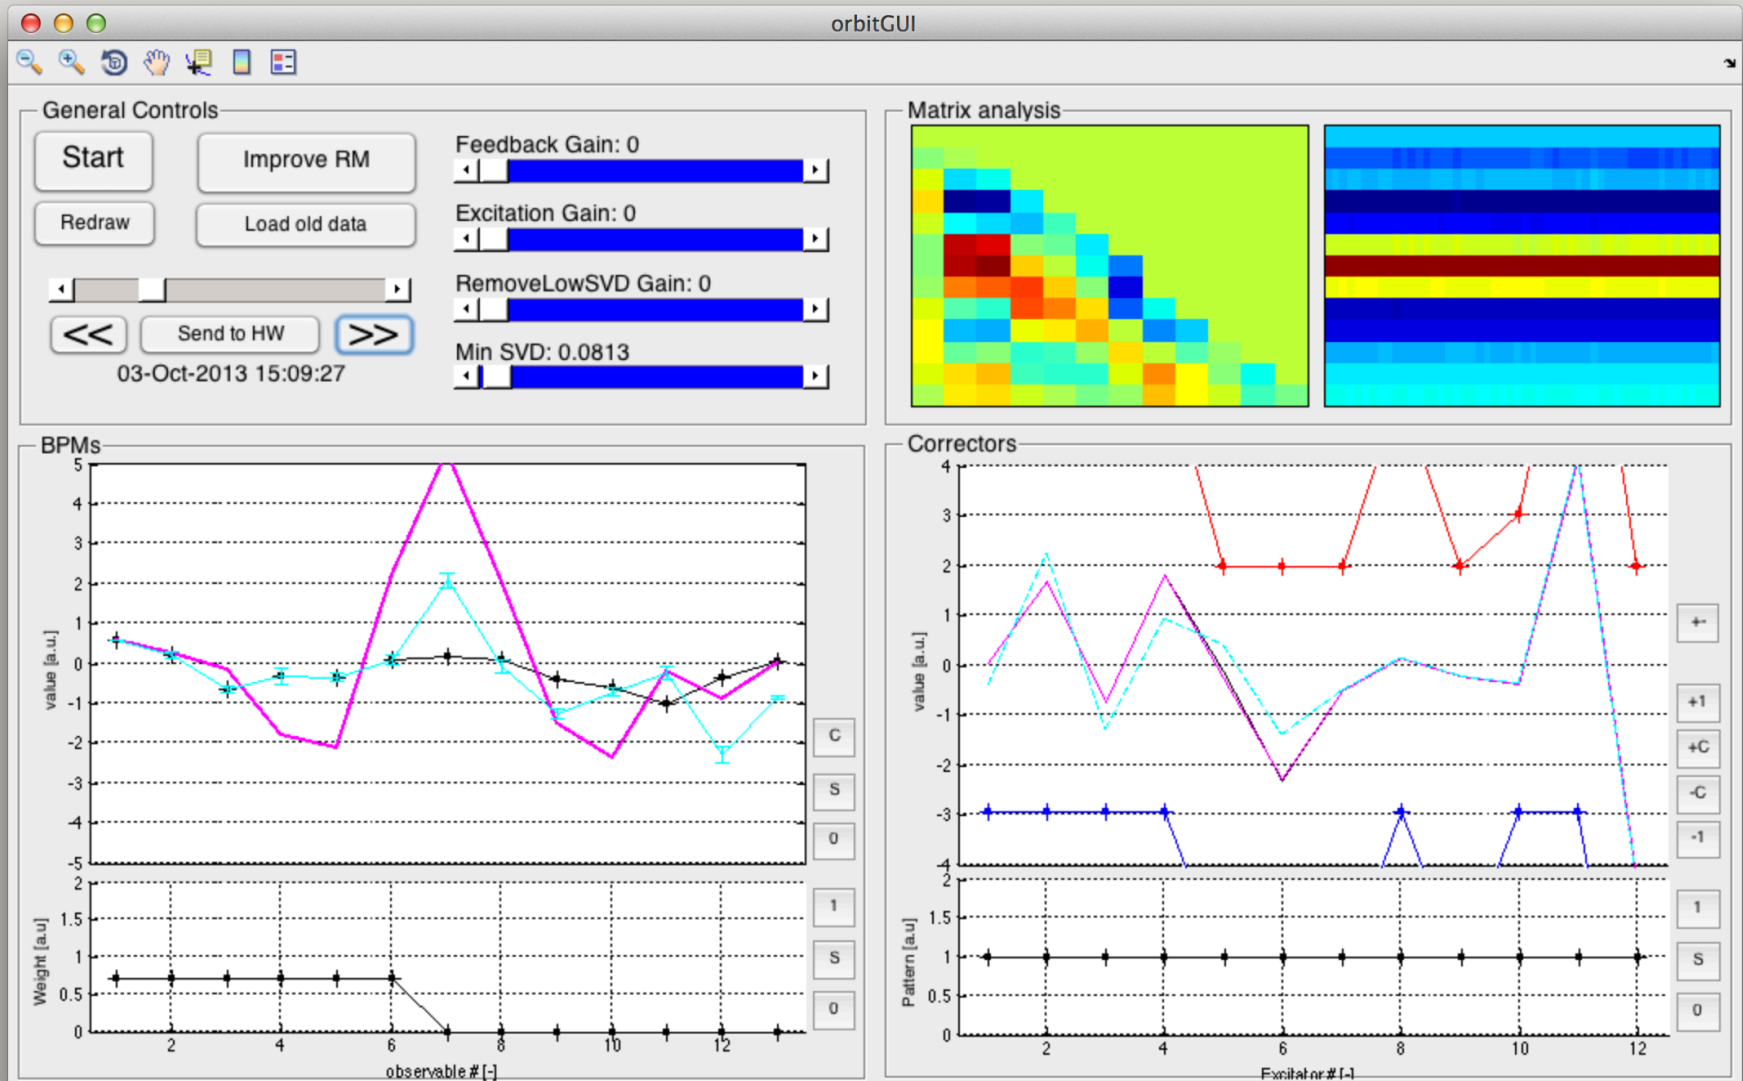 orbitGUI
General Controls
Start
Improve RM
Redraw
Load old data
<<
Send to HW
>>
03-Oct-2013 15:09:27
Feedback Gain: 0
Excitation Gain: 0
RemoveLowSVD Gain: 0
Min SVD: 0.0813
Matrix analysis
BPMs
5
4
3
2
1
0
-1
-2
-3
-4
-5
value [a.u.]
C
S
0
2
1.5
1
0.5
0
Weight [a.u]
2
4
6
8
10
12
observable # [-]
1
S
0
Correctors
4
3
2
1
0
-1
-2
-3
-4
value [a.u.]
+-
+1
+C
-C
-1
2
1.5
1
0.5
0
Pattern [a.u]
2
4
6
8
10
12
Excitator # [-]
1
S
0